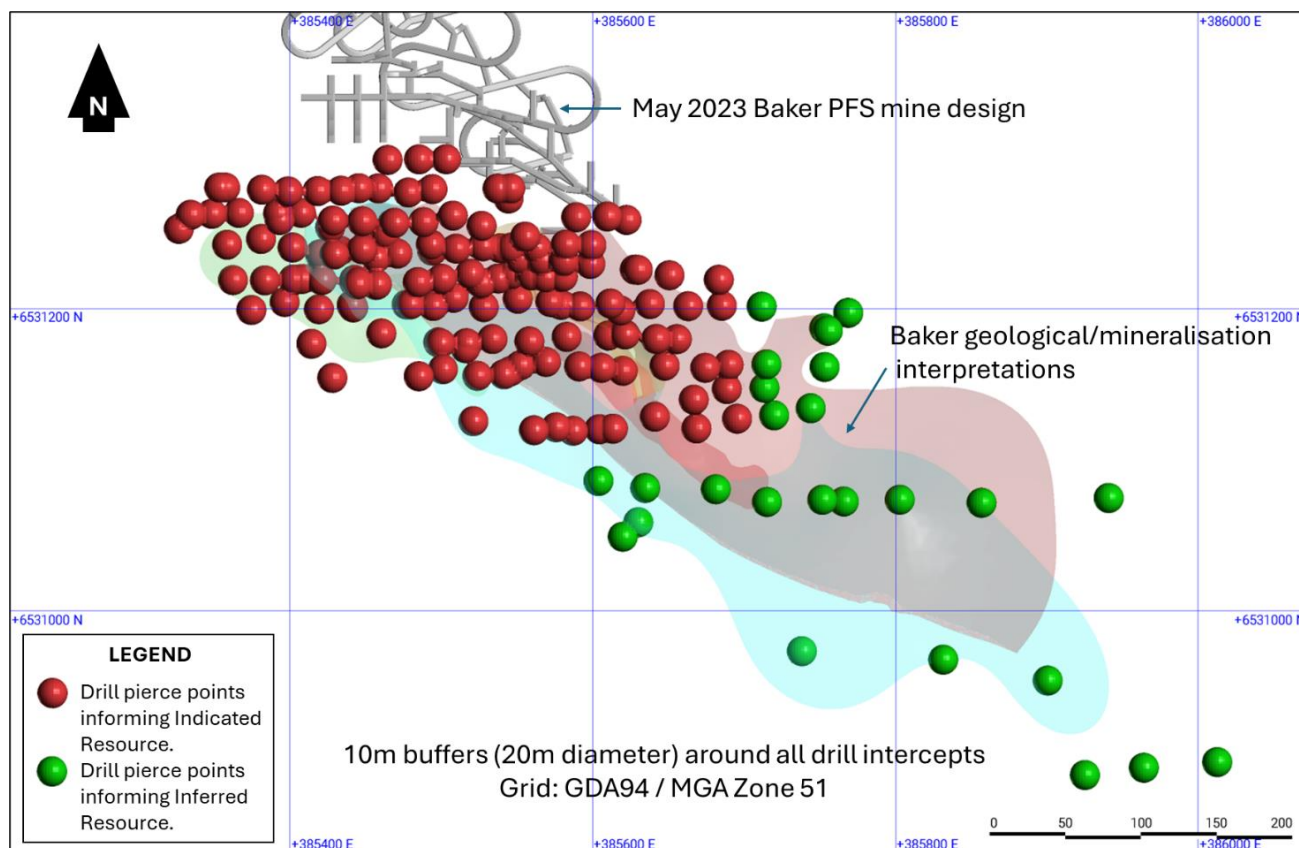 +385400 E
+385600 E
+385800 E
+386000 E
N
May 2023 Baker PFS mine design
+6531200 N
+6531200 N
Baker geological/mineralisation
interpretations
+6531000 N
+6531000 N
LEGEND
Drill pierce points
informing Indicated
Resource.
Drill pierce points
informing Inferred
Resource.
10m buffers (20m diameter) around all drill intercepts
Grid: GDA94 / MGA Zone 51
0 50 100 150 200
+385400 E
+385600 E
+385800 E
+386000 E